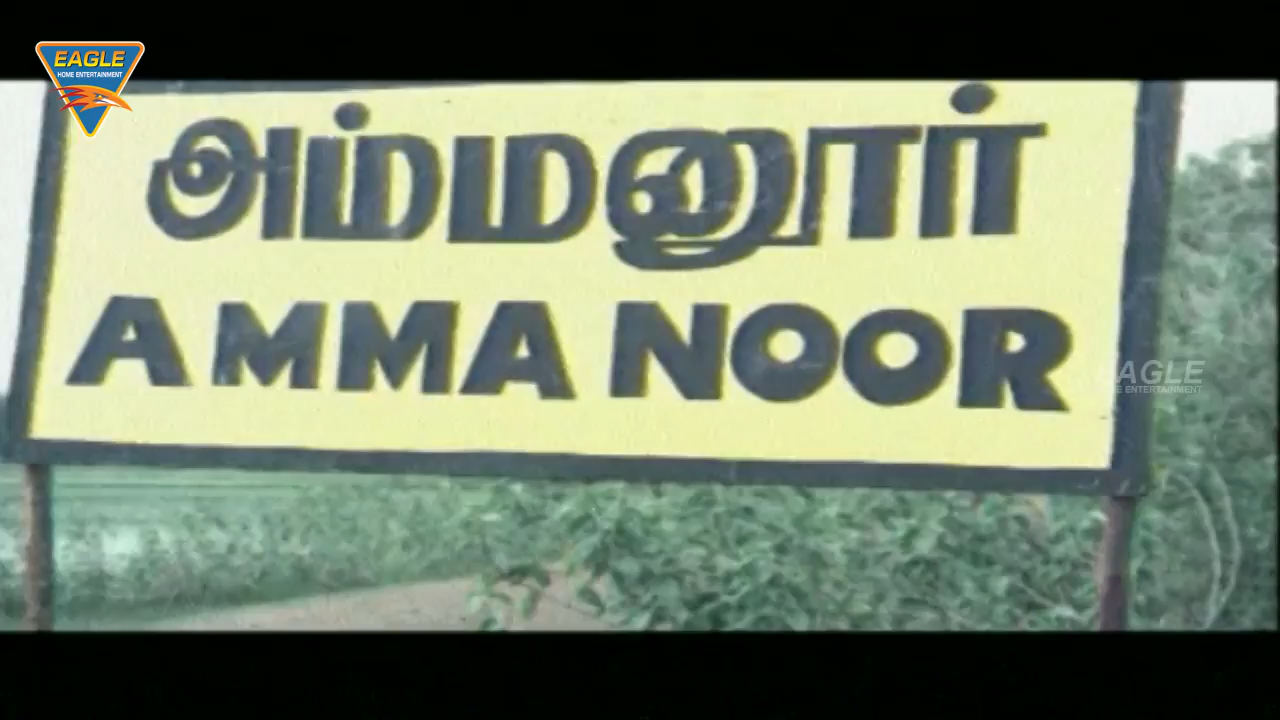 EAGLE
HOME ENTERTAINMENT
அம்மனூர்
AMMA NOOR
EAGLE
HOME ENTERTAINMENT